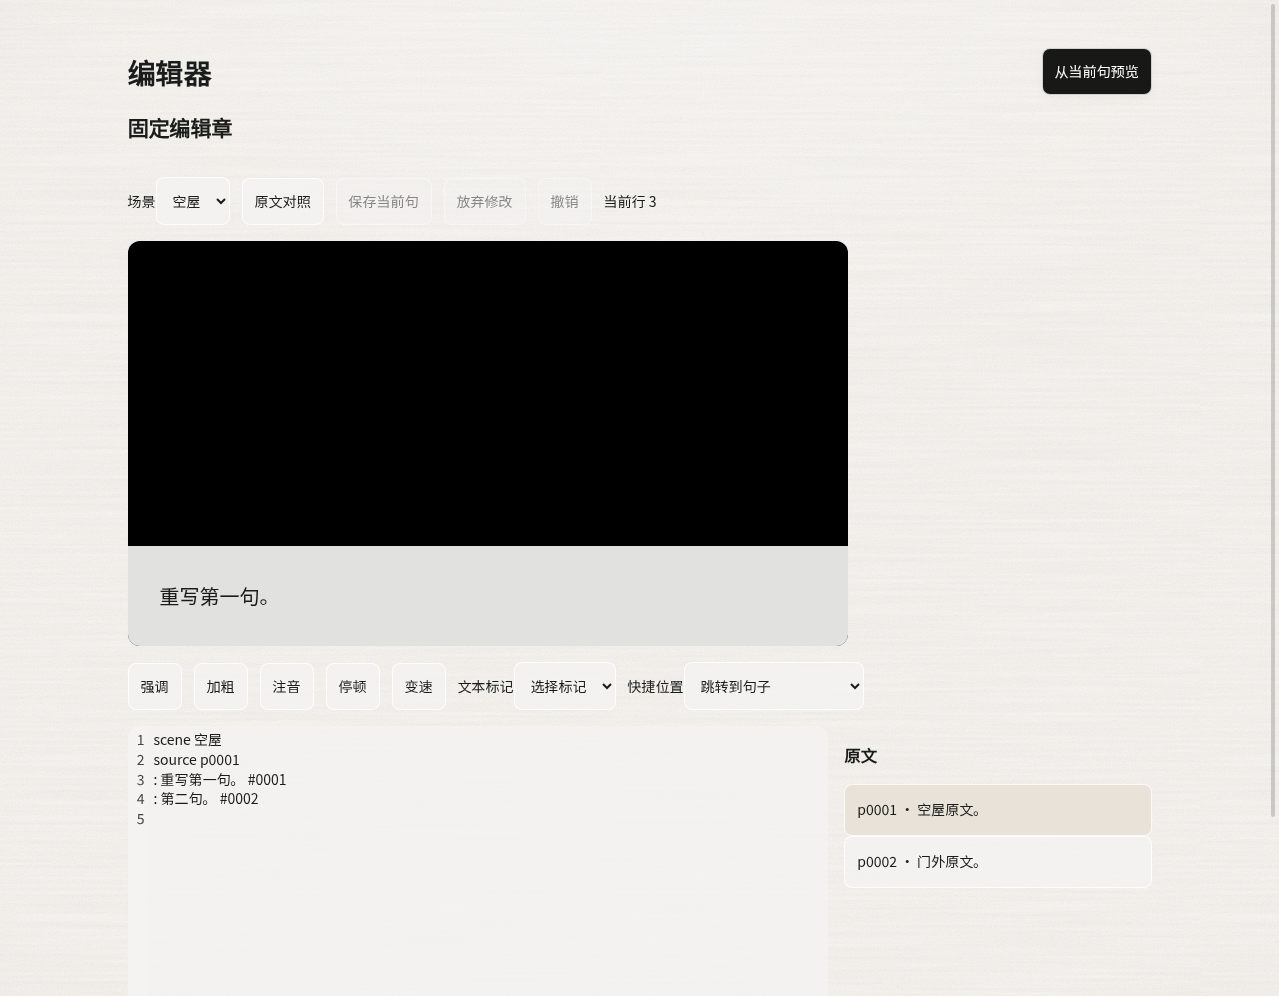 编辑器
从当前句预览
固定编辑章
场景 空屋 原文对照 保存当前句 放弃修改 撤销 当前行 3
重写第一句。
强调 加粗 注音 停顿 变速 文本标记 选择标记 快捷位置 跳转到句子
1 scene 空屋
2 source p0001
3 : 重写第一句。 #0001
4 : 第二句。 #0002
5
原文
p0001 · 空屋原文。
p0002 · 门外原文。